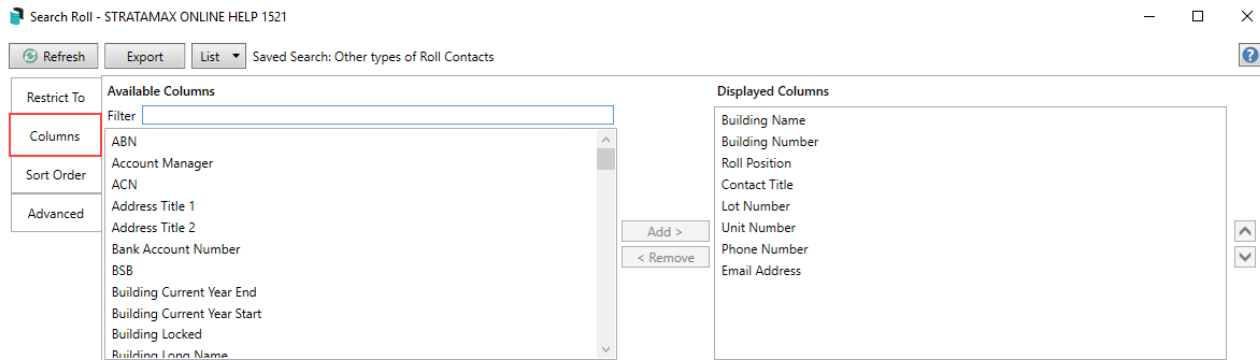 Search Roll - STRATAMAX ONLINE HELP 1521
Refresh
Export
List
Saved Search: Other types of Roll Contacts
Restrict To
Columns
Sort Order
Advanced
Available Columns
Filter
ABN
Account Manager
ACN
Address Title 1
Address Title 2
Bank Account Number
BSB
Building Current Year End
Building Current Year Start
Building Locked
Building Long Name
Add >
< Remove
Displayed Columns
Building Name
Building Number
Roll Position
Contact Title
Lot Number
Unit Number
Phone Number
Email Address